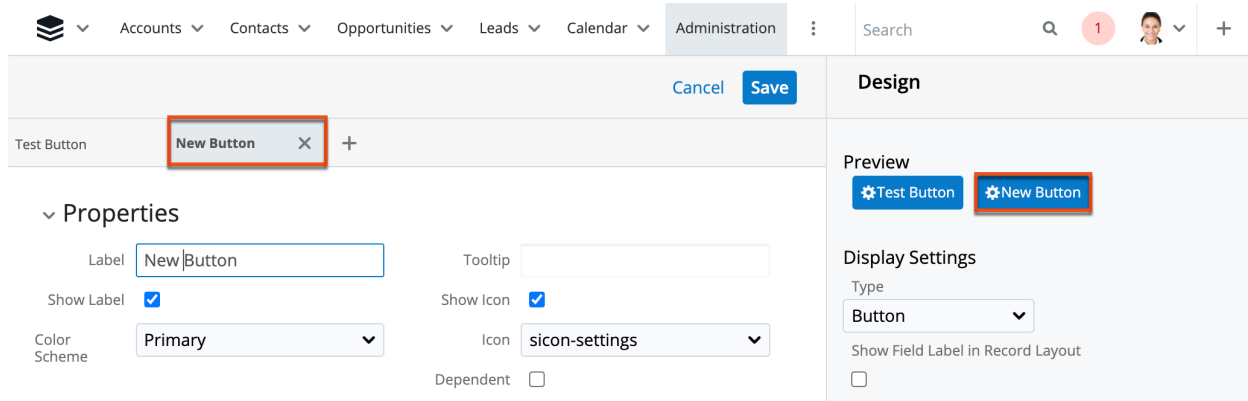 Accounts Contacts Opportunities Leads Calendar Administration Search 1
Cancel Save
Design
Test Button New Button
Preview
Test Button New Button
Properties
Label New Button Tooltip
Display Settings
Type
Show Label Show Icon
Button
Color Scheme Primary Icon sicon-settings
Show Field Label in Record Layout
Dependent